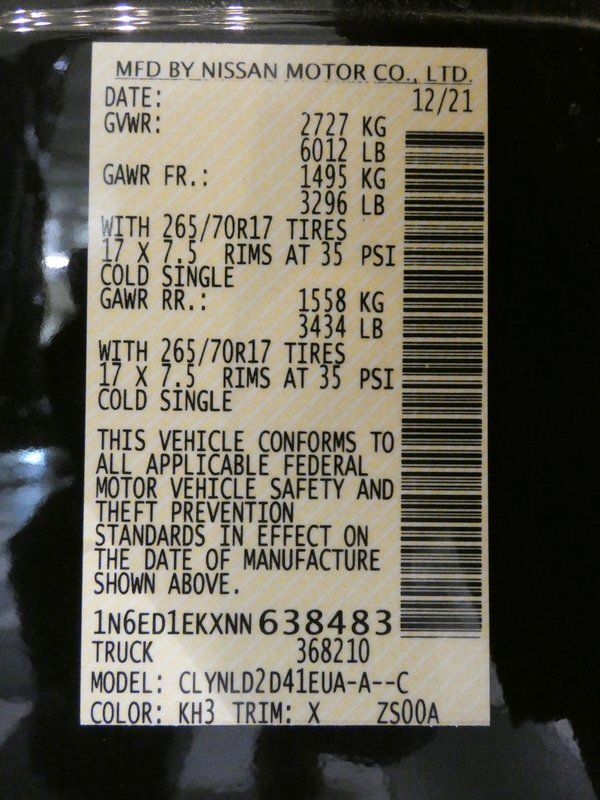 MFD BY NISSAN MOTOR CO., LTD.
DATE: 12/21
GVWR: 2727 KG
6012 LB
GAWR FR.: 1495 KG
3296 LB
WITH 265/70R17 TIRES
17 X 7.5 RIMS AT 35 PSI
COLD SINGLE
GAWR RR.: 1558 KG
3434 LB
WITH 265/70R17 TIRES
17 X 7.5 RIMS AT 35 PSI
COLD SINGLE
THIS VEHICLE CONFORMS TO
ALL APPLICABLE FEDERAL
MOTOR VEHICLE SAFETY AND
THEFT PREVENTION
STANDARDS IN EFFECT ON
THE DATE OF MANUFACTURE
SHOWN ABOVE.
1N6ED1EKXNN638483
TRUCK 368210
MODEL: CLYNLD2D41EUA-A--C
COLOR: KH3 TRIM: X ZS00A